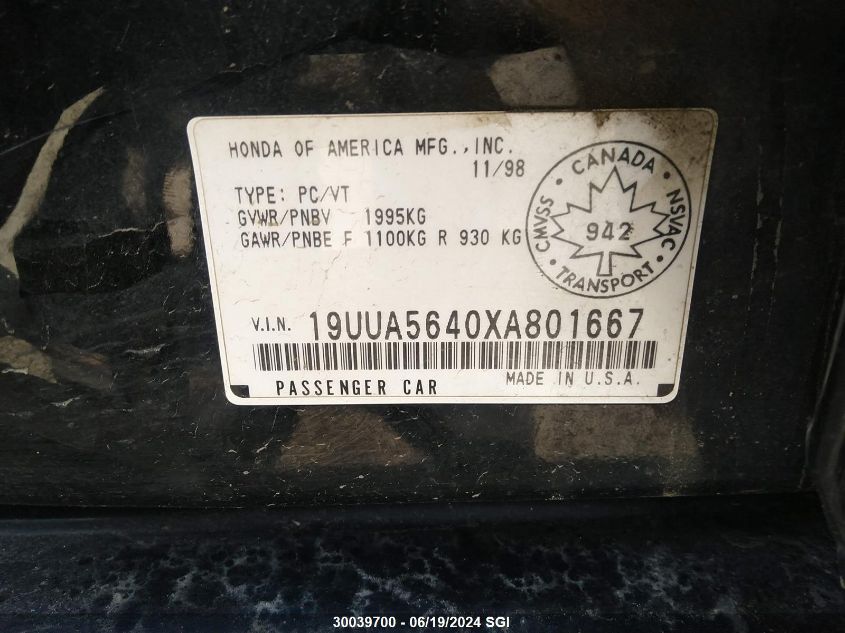 HONDA OF AMERICA MFG.,INC.
11/98
TYPE: PC/VT
GVWR/PNBV 1995KG
GAWR/PNBE F 1100KG R 930 KG
CANADA
CMVSS 942 NSVAC
TRANSPORT
V.I.N. 19UUA5640XA801667
PASSENGER CAR MADE IN U.S.A.
30039700 - 06/19/2024 SGI